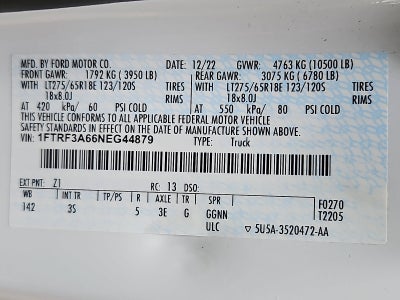 MFD. BY FORD MOTOR CO. 12/22 GVWR: 4763 KG (10500 LB)
FRONT GAWR: 1792 KG (3950 LB) REAR GAWR: 3075 KG (6780 LB)
WITH LT275/65R18E 123/120S TIRES WITH LT275/65R18E 123/120S TIRES
18x8.0J RIMS 18x8.0J RIMS
AT 420 kPa/ 60 PSI COLD AT 550 kPa/ 80 PSI COLD
THIS VEHICLE CONFORMS TO ALL APPLICABLE FEDERAL MOTOR VEHICLE
SAFETY STANDARDS IN EFFECT ON THE DATE OF MANUFACTURE SHOWN ABOVE.
VIN: 1FTRF3A66NEG44879 TYPE: Truck
EXT PNT: Z1 RC: 13 DSO: F0270
WB INT TR TP/PS R AXLE TR SPR T2205
142 3S 5 3E G GGNN
ULC ▽ 5U5A-3520472-AA